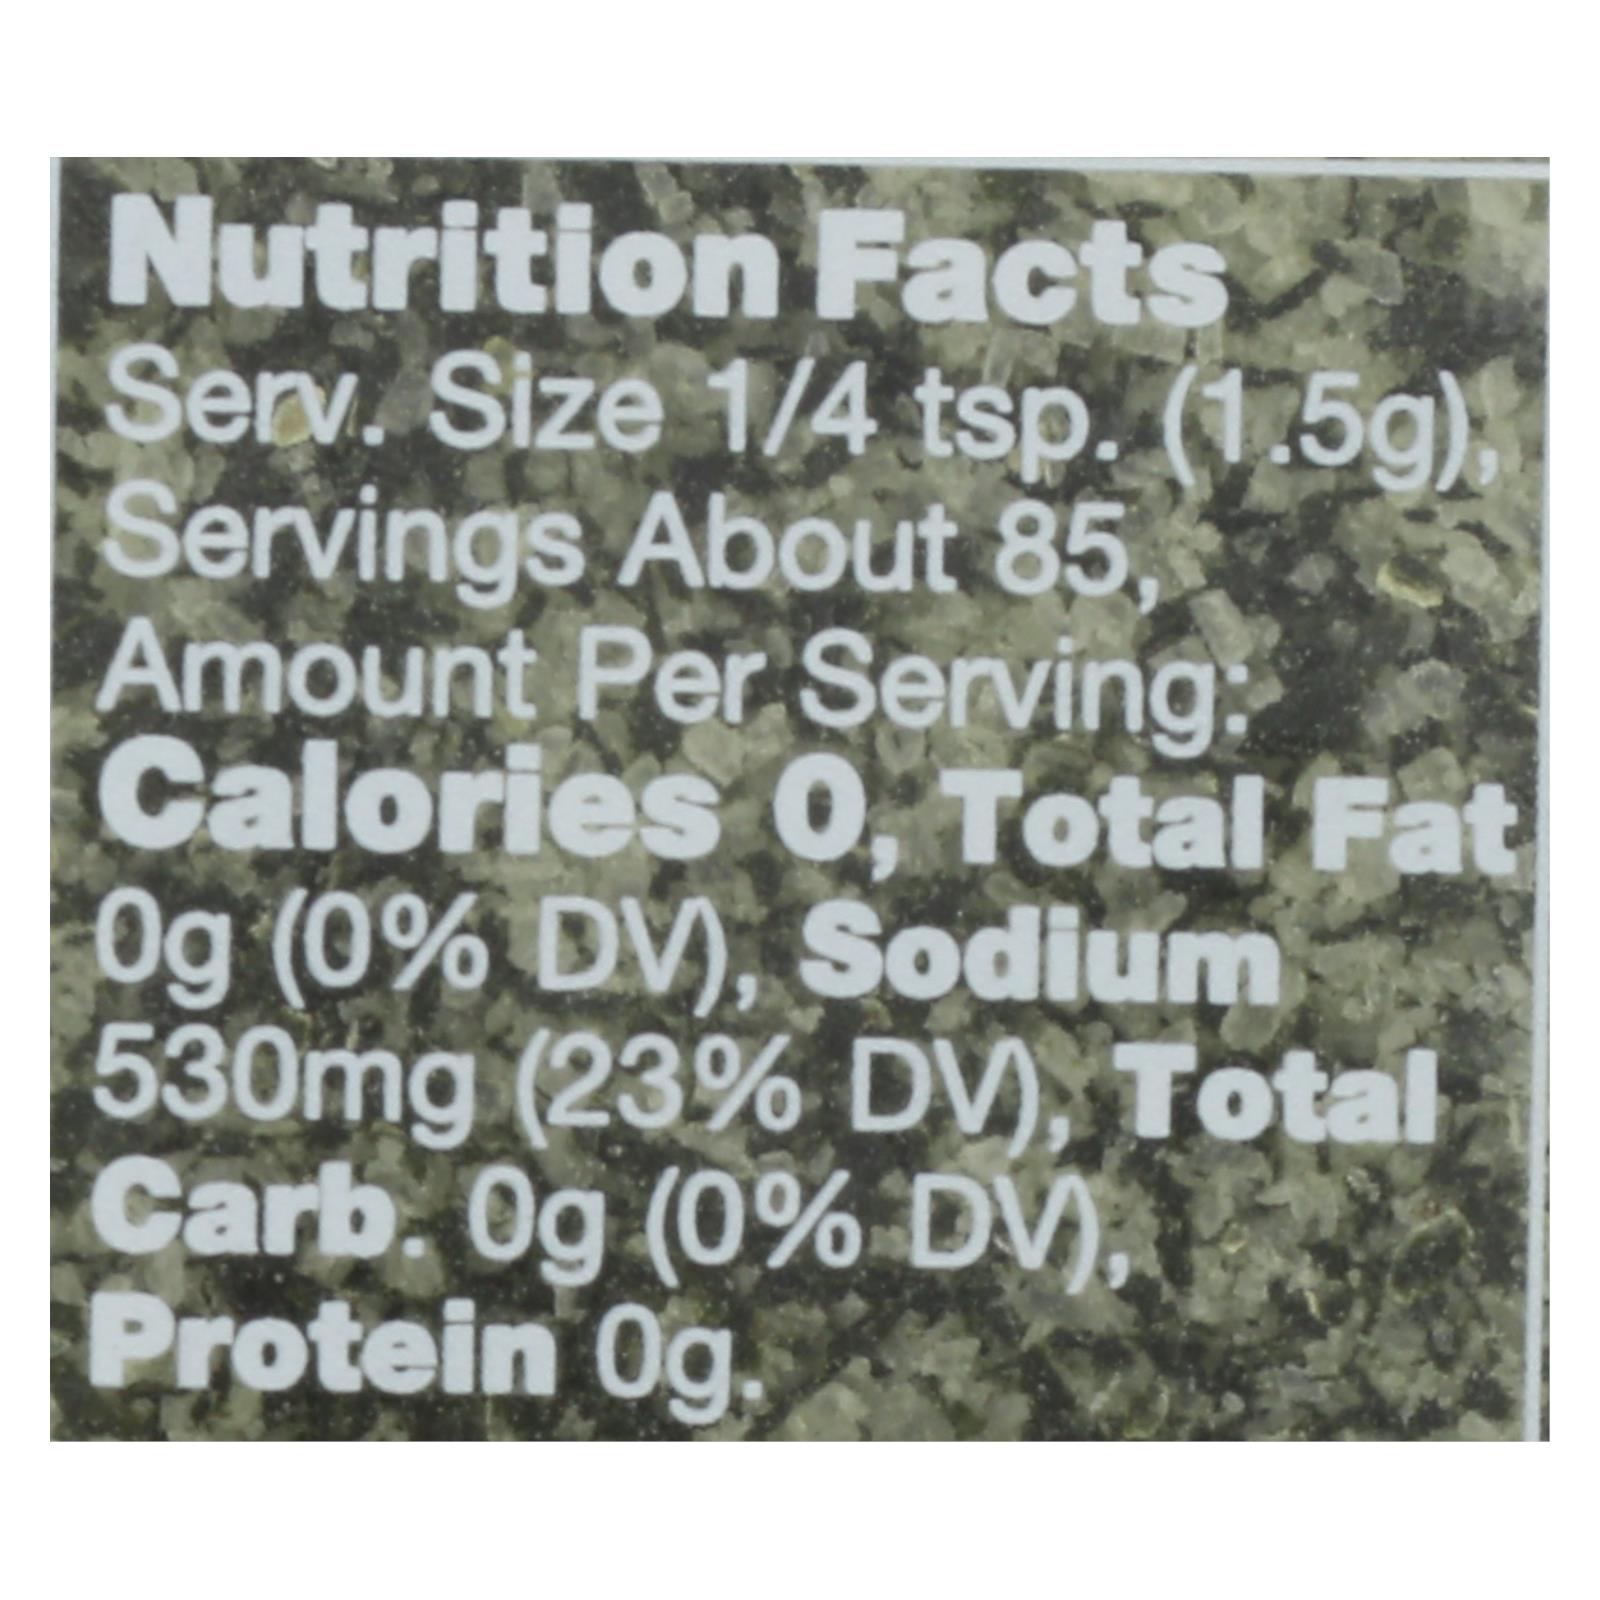 Nutrition Facts
Serv. Size 1/4 tsp. (1.5g),
Servings About 85,
Amount Per Serving:
Calories 0, Total Fat
0g (0% DV), Sodium
530mg (23% DV), Total
Carb. 0g (0% DV),
Protein 0g.